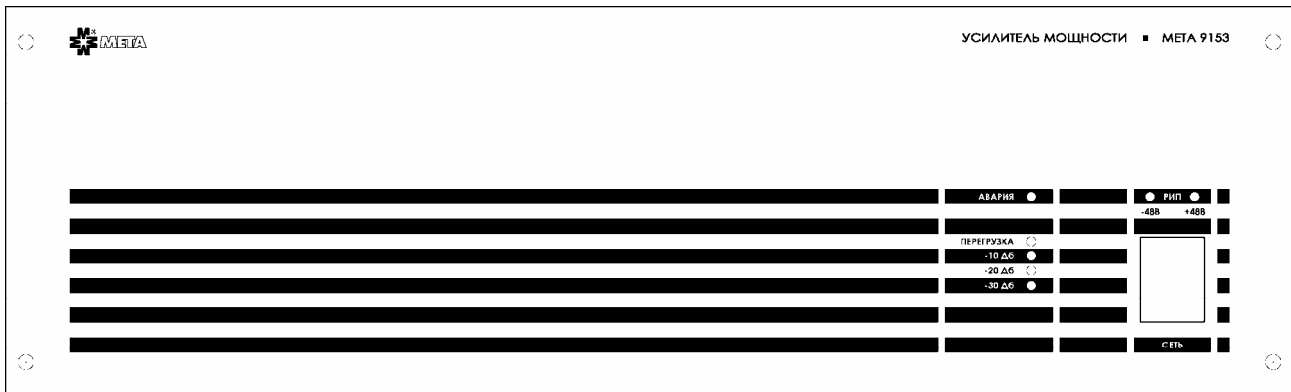 МЕТА
УСИЛИТЕЛЬ МОЩНОСТИ ■ МЕТА 9153
АВАРИЯ
РИП
-48В +48В
ПЕРЕГРУЗКА
-10 Дб
-20 Дб
-30 Дб
СЕТЬ